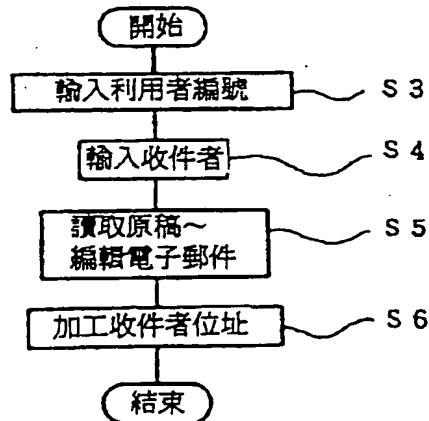 開始
輸入利用者編號
S3
輸入收件者
S4
讀取原稿～
編輯電子郵件
S5
加工收件者位址
S6
結束